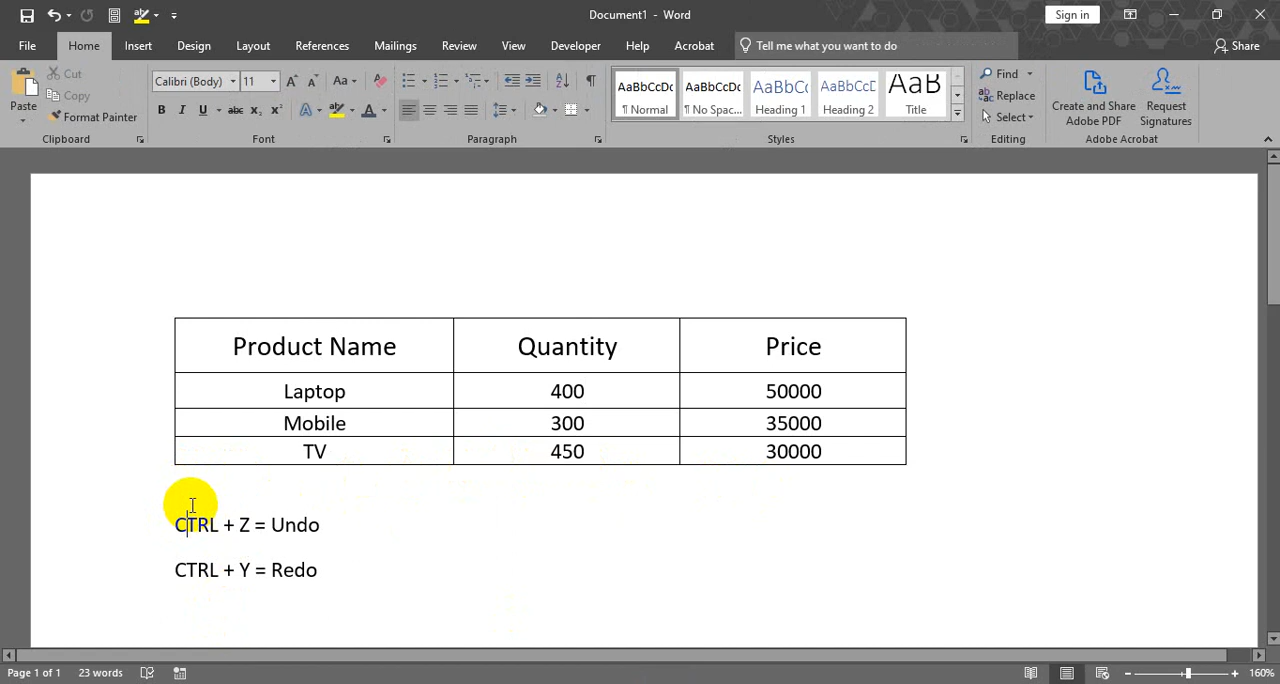 Document1 - Word
Sign in
File Home Insert Design Layout References Mailings Review View Developer Help Acrobat Tell me what you want to do Share
Paste
Cut
Copy
Format Painter
Clipboard
Calibri (Body) 11
Font
Paragraph
AaBbCcDc AaBbCcDc AaBbCc AaBbCcD AaB
¶ Normal ¶ No Spac... Heading 1 Heading 2 Title
Styles
Find
Replace
Select
Editing
Create and Share Adobe PDF
Request Signatures
Adobe Acrobat
Product Name Quantity Price
Laptop 400 50000
Mobile 300 35000
TV 450 30000
CTRL + Z = Undo
CTRL + Y = Redo
Page 1 of 1 23 words 160%